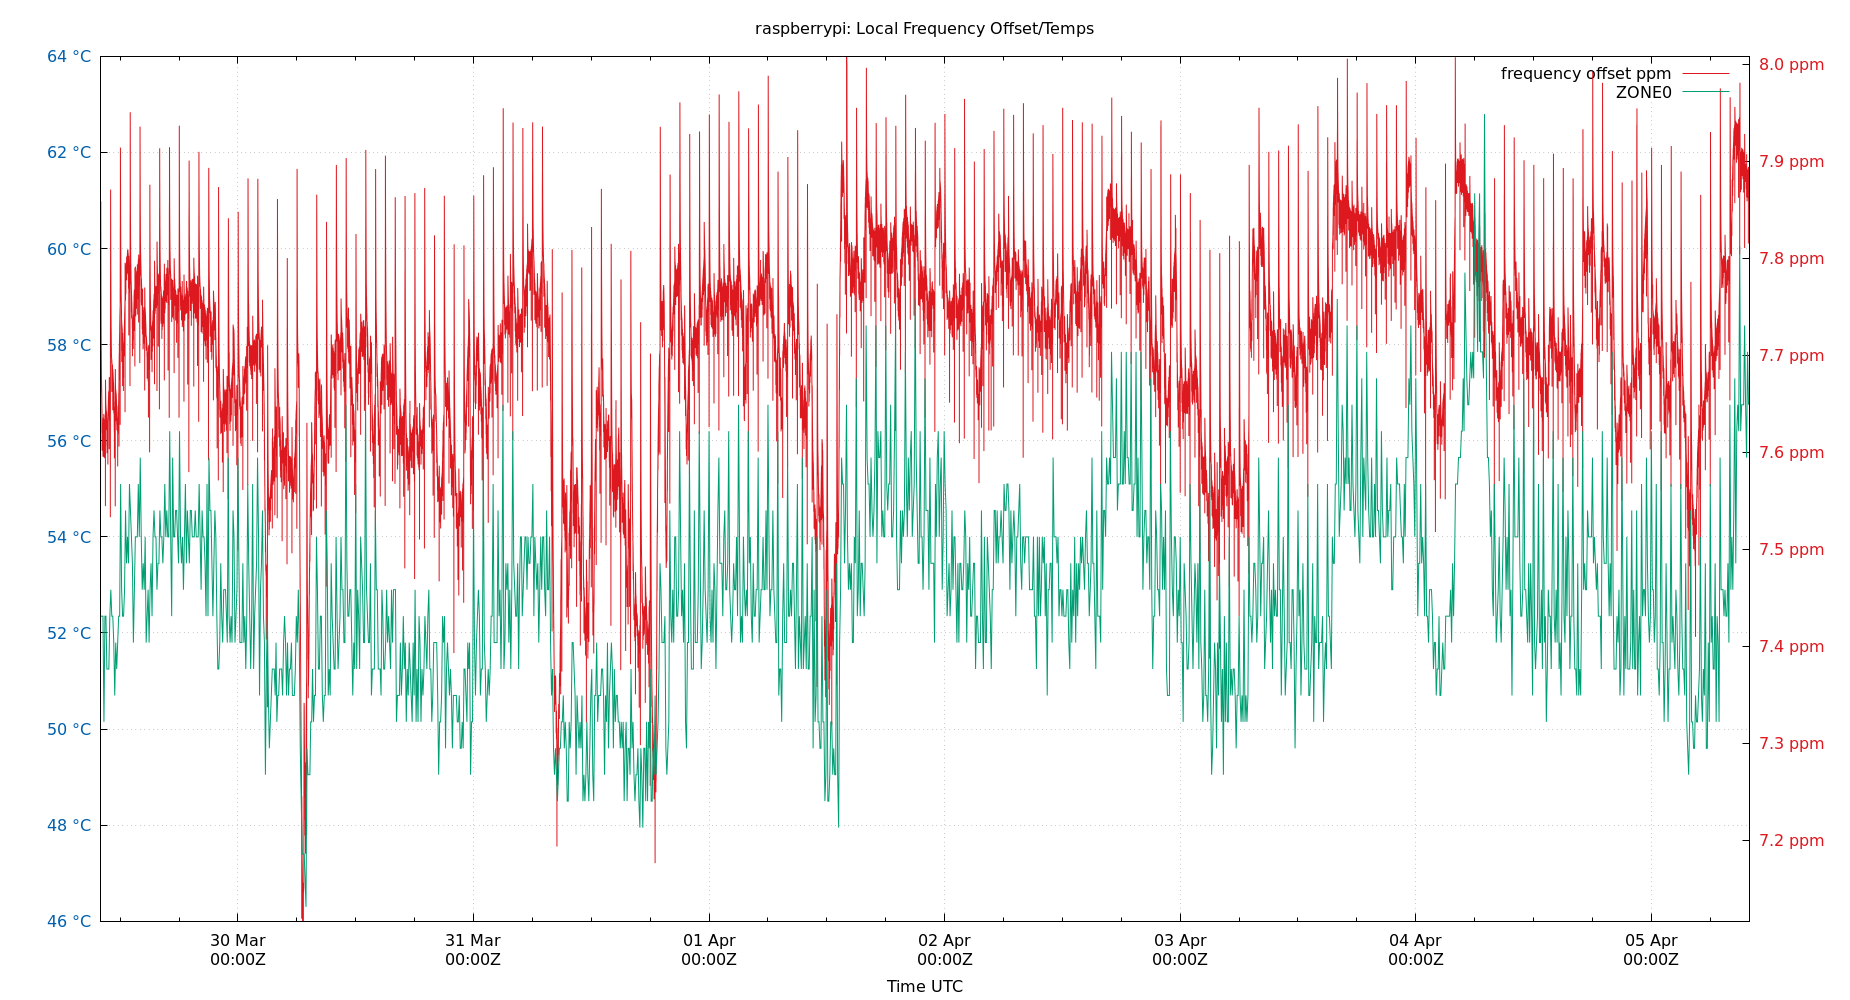 raspberrypi: Local Frequency Offset/Temps
frequency offset ppm
ZONE0
64 °C
62 °C
60 °C
58 °C
56 °C
54 °C
52 °C
50 °C
48 °C
46 °C
8.0 ppm
7.9 ppm
7.8 ppm
7.7 ppm
7.6 ppm
7.5 ppm
7.4 ppm
7.3 ppm
7.2 ppm
30 Mar
00:00Z
31 Mar
00:00Z
01 Apr
00:00Z
02 Apr
00:00Z
03 Apr
00:00Z
04 Apr
00:00Z
05 Apr
00:00Z
Time UTC